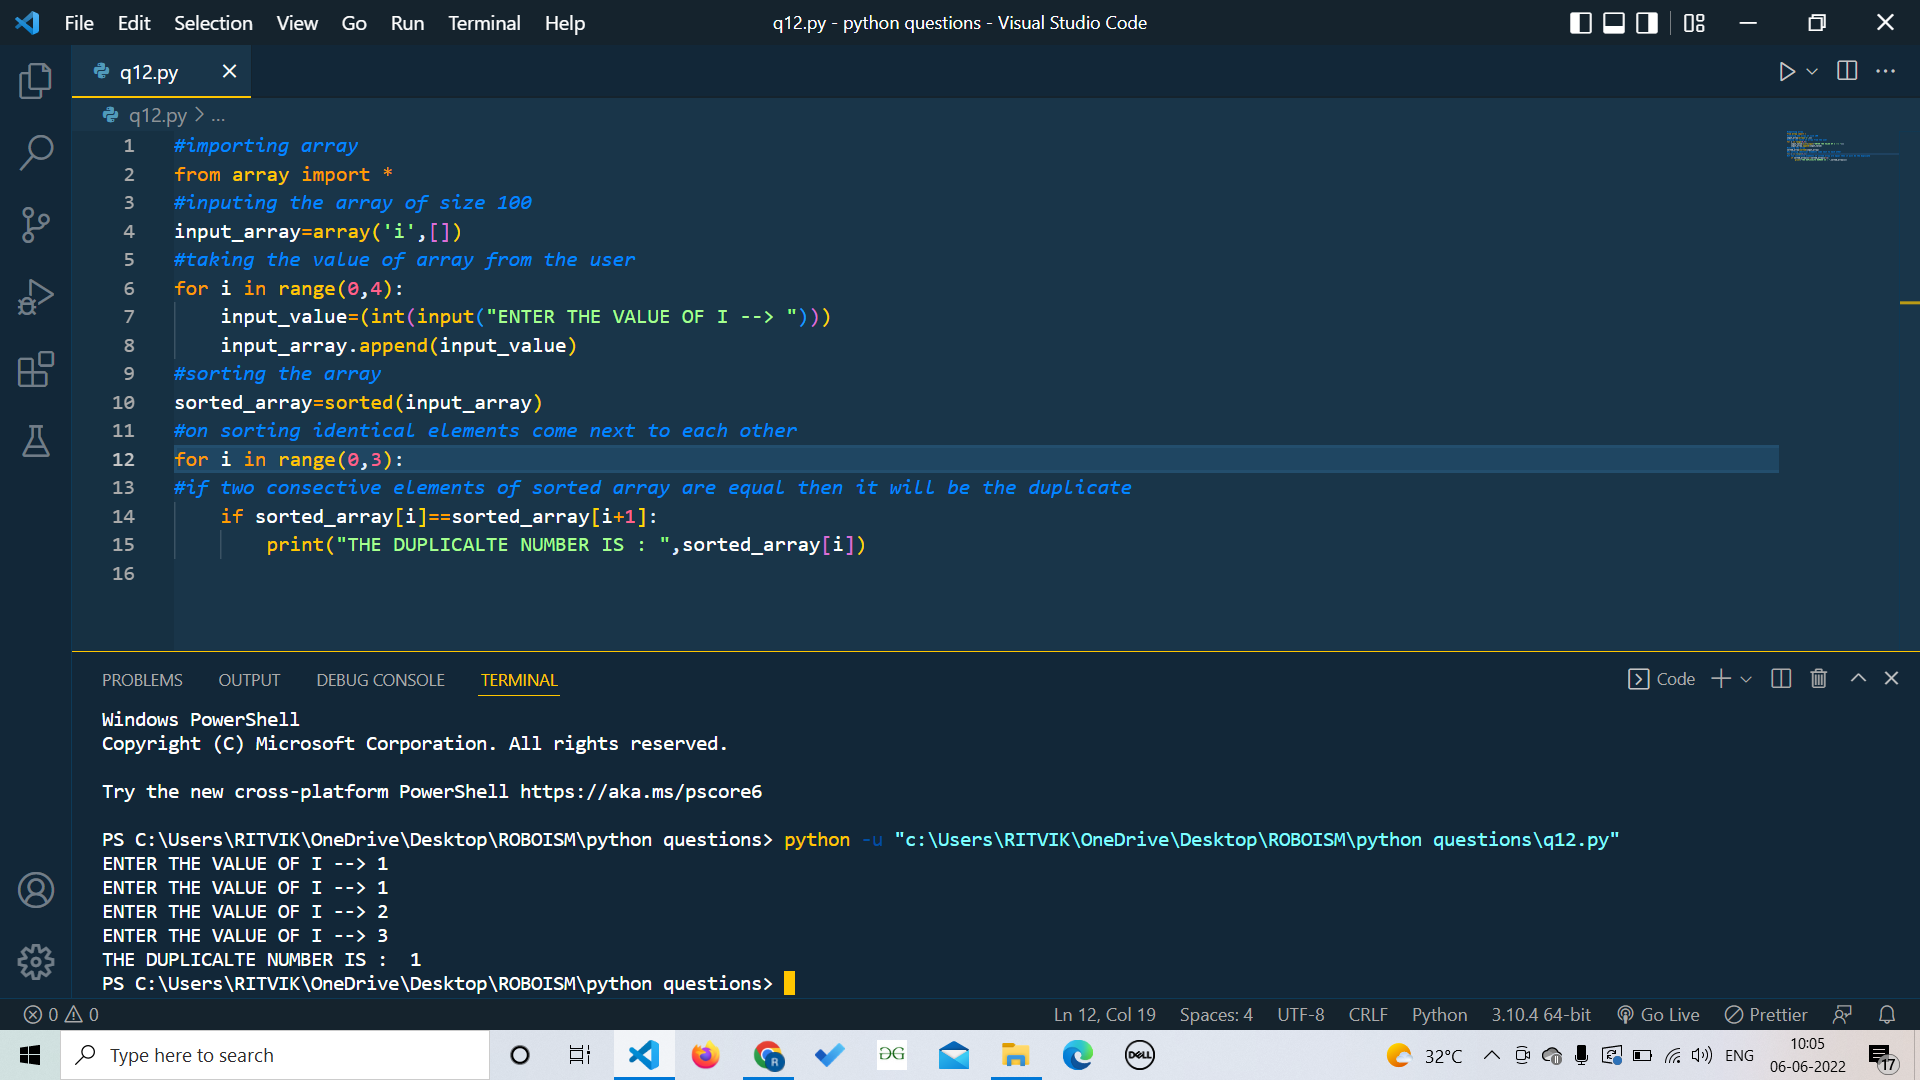 File Edit Selection View Go Run Terminal Help
q12.py - python questions - Visual Studio Code
q12.py
q12.py > ...
1 #importing array
2 from array import *
3 #inputing the array of size 100
4 input_array=array('i',[])
5 #taking the value of array from the user
6 for i in range(0,4):
7 input_value=(int(input("ENTER THE VALUE OF I --> ")))
8 input_array.append(input_value)
9 #sorting the array
10 sorted_array=sorted(input_array)
11 #on sorting identical elements come next to each other
12 for i in range(0,3):
13 #if two consective elements of sorted array are equal then it will be the duplicate
14 if sorted_array[i]==sorted_array[i+1]:
15 print("THE DUPLICALTE NUMBER IS : ",sorted_array[i])
16
PROBLEMS OUTPUT DEBUG CONSOLE TERMINAL
Code
Windows PowerShell
Copyright (C) Microsoft Corporation. All rights reserved.
Try the new cross-platform PowerShell https://aka.ms/pscore6
PS C:\Users\RITVIK\OneDrive\Desktop\ROBOISM\python questions> python -u "c:\Users\RITVIK\OneDrive\Desktop\ROBOISM\python questions\q12.py"
ENTER THE VALUE OF I --> 1
ENTER THE VALUE OF I --> 1
ENTER THE VALUE OF I --> 2
ENTER THE VALUE OF I --> 3
THE DUPLICALTE NUMBER IS :  1
PS C:\Users\RITVIK\OneDrive\Desktop\ROBOISM\python questions>
0 0
Ln 12, Col 19 Spaces: 4 UTF-8 CRLF Python 3.10.4 64-bit Go Live Prettier
Type here to search
R
DELL
32°C
ENG
10:05
06-06-2022
17